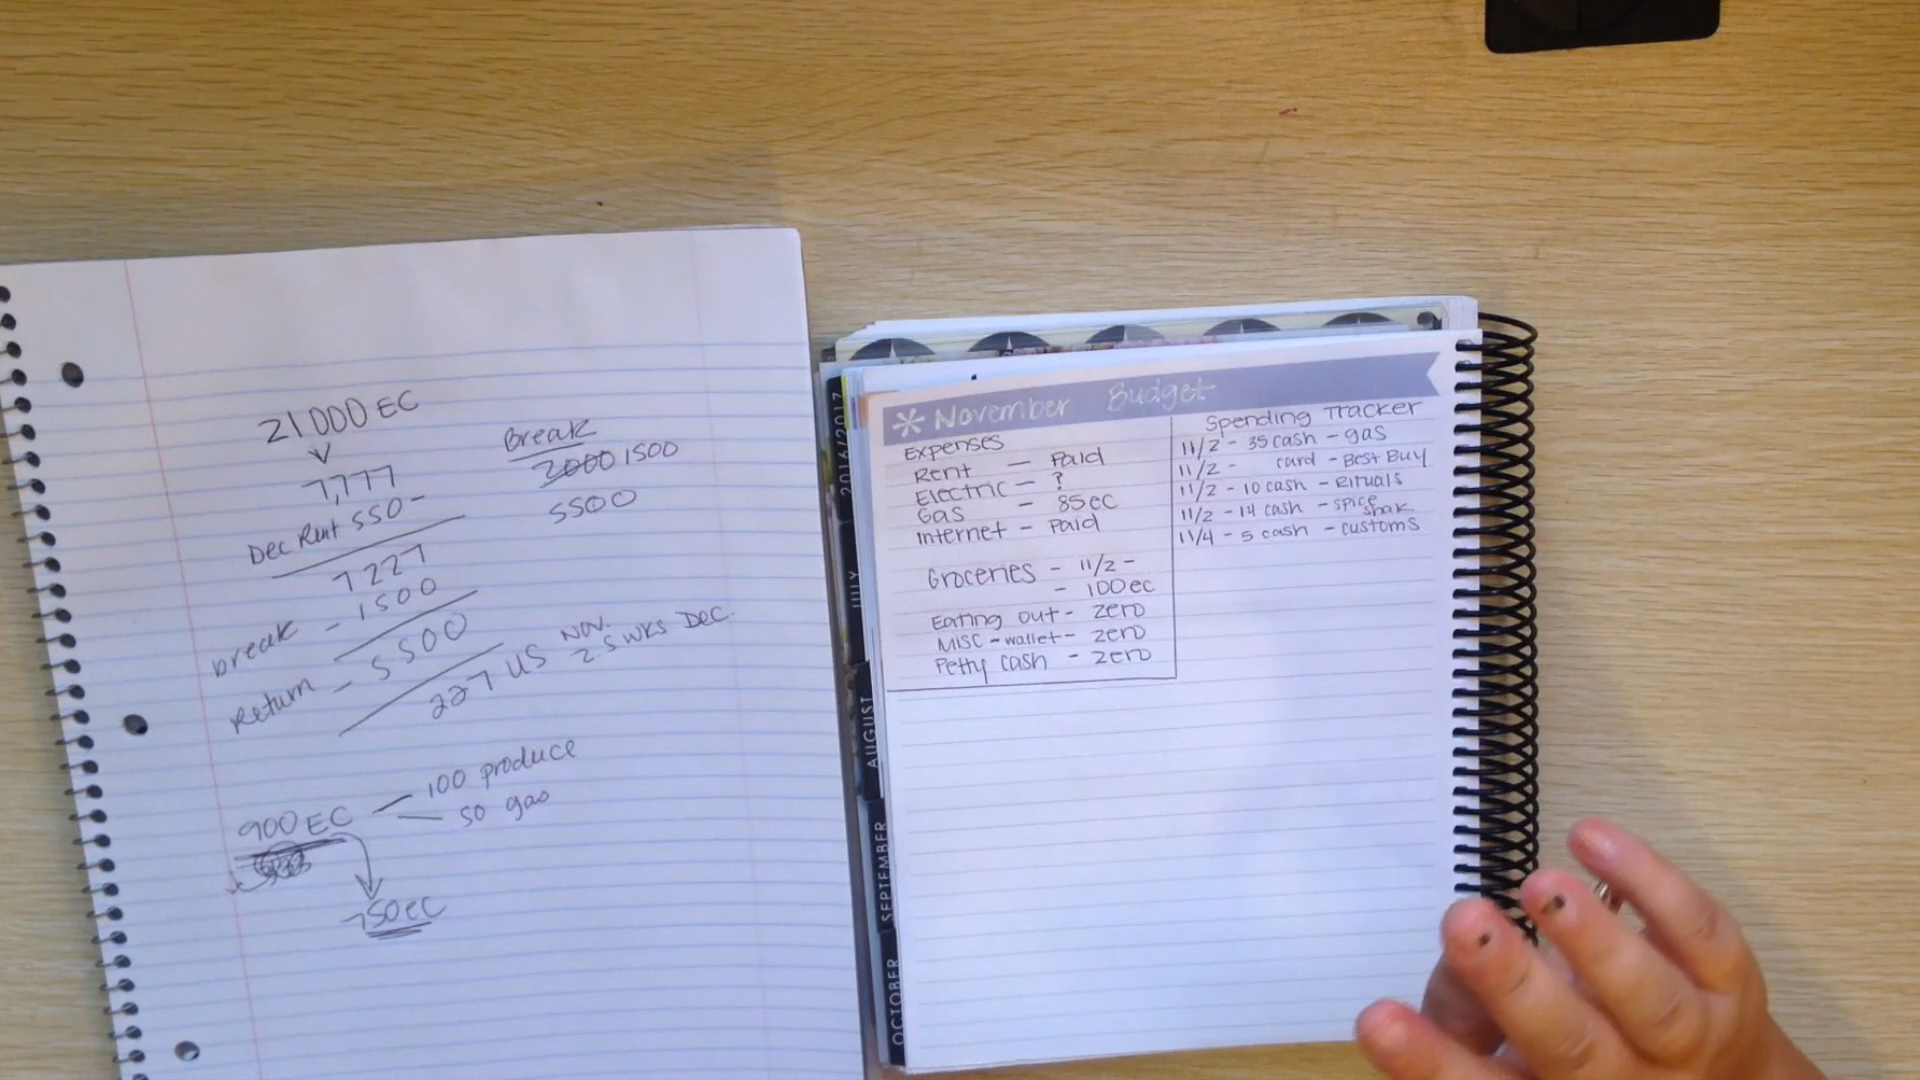 21000 EC
7,777
Dec Rent 550 -
7227
break - 1500
Return - 5500
227 US NOV.
2.5 WKS DEC.
Break
2000 1500
5500
900 EC - 100 produce
- 50 gas
750 EC
2016/2017
JULY
AUGUST
SEPTEMBER
OCTOBER
* November Budget
Expenses
Rent - Paid
Electric - ?
Gas - 85 EC
Internet - Paid
Groceries - 11/2 -
- 100 EC
Eating out - zero
MISC - wallet - zero
Petty cash - zero
Spending Tracker
11/2 - 35 cash - gas
11/2 - card - Best Buy
11/2 - 10 cash - Rituals
11/2 - 14 cash - spice shak
11/4 - 5 cash - customs